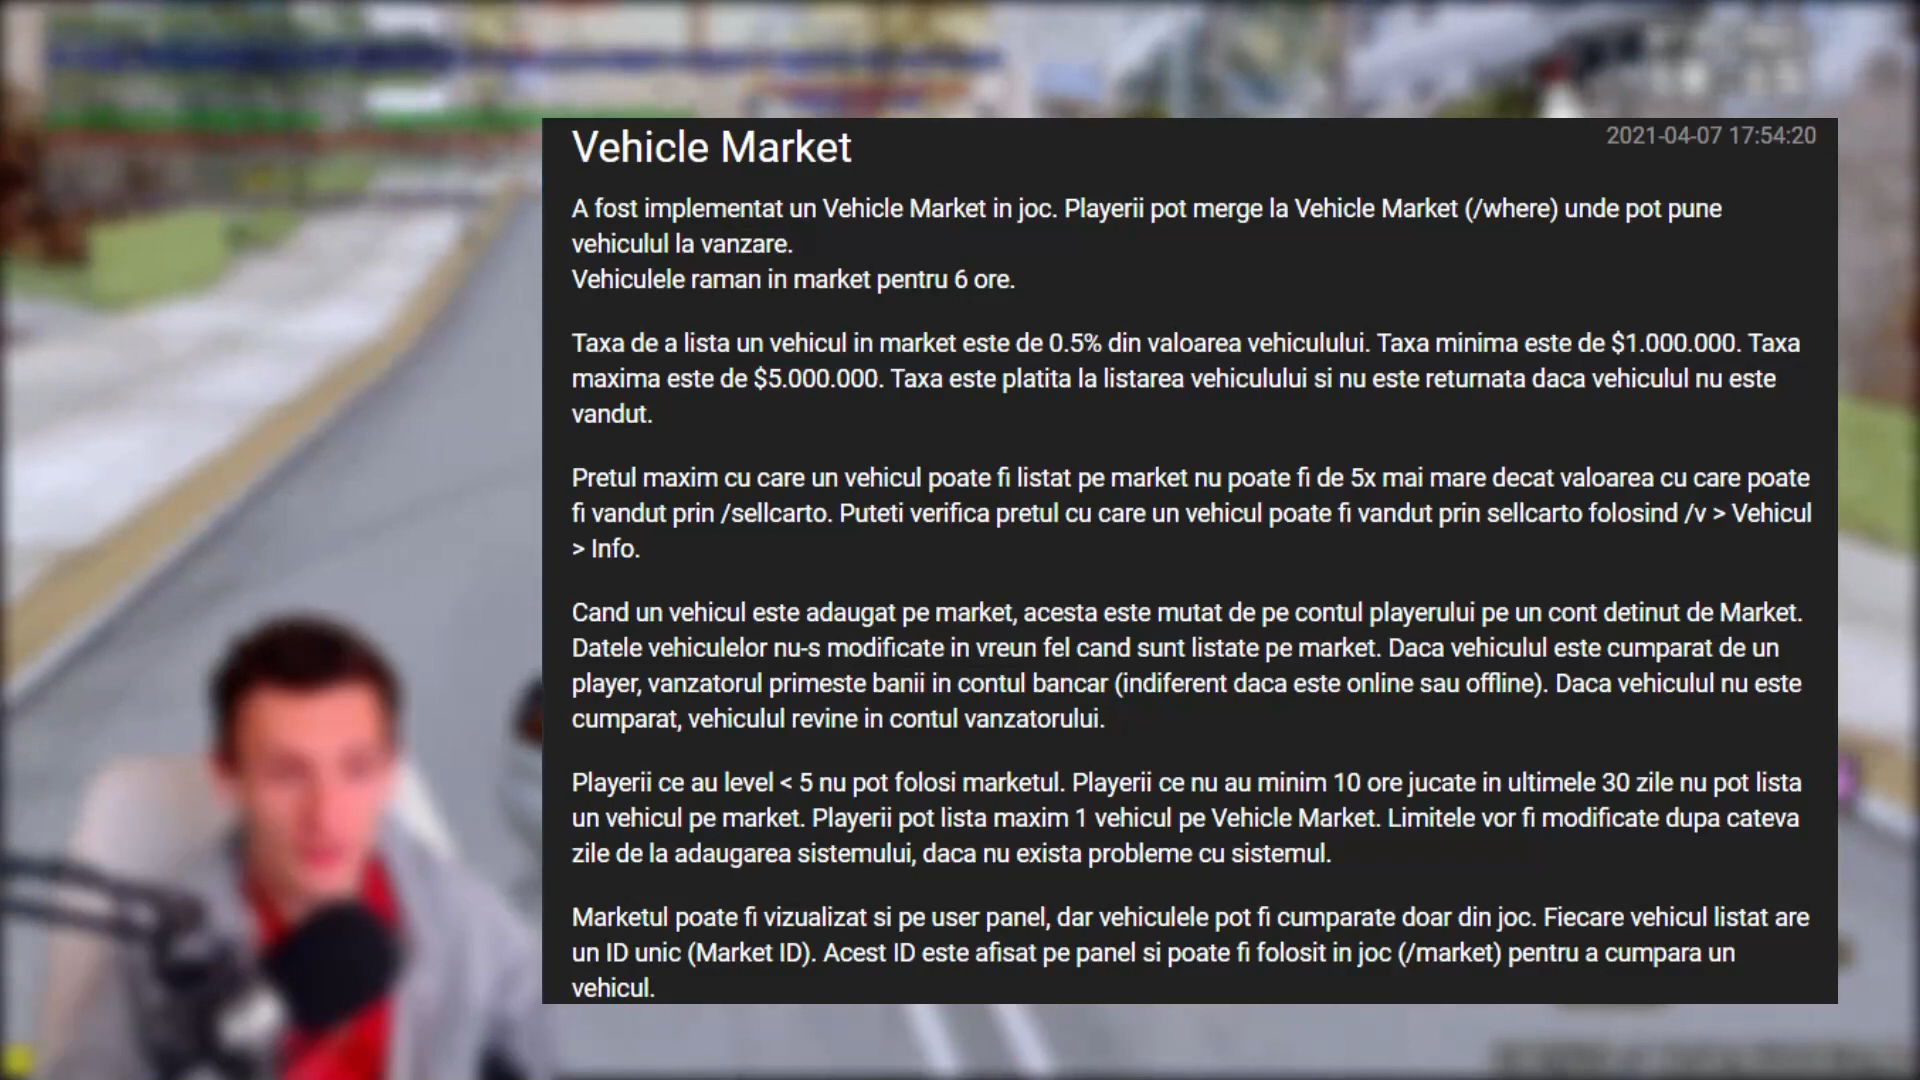 Vehicle Market
2021-04-07 17:54:20
A fost implementat un Vehicle Market in joc. Playerii pot merge la Vehicle Market (/where) unde pot pune
vehiculul la vanzare.
Vehiculele raman in market pentru 6 ore.
Taxa de a lista un vehicul in market este de 0.5% din valoarea vehiculului. Taxa minima este de $1.000.000. Taxa
maxima este de $5.000.000. Taxa este platita la listarea vehiculului si nu este returnata daca vehiculul nu este
vandut.
Pretul maxim cu care un vehicul poate fi listat pe market nu poate fi de 5x mai mare decat valoarea cu care poate
fi vandut prin /sellcarto. Puteti verifica pretul cu care un vehicul poate fi vandut prin sellcarto folosind /v > Vehicul
> Info.
Cand un vehicul este adaugat pe market, acesta este mutat de pe contul playerului pe un cont detinut de Market.
Datele vehiculelor nu-s modificate in vreun fel cand sunt listate pe market. Daca vehiculul este cumparat de un
player, vanzatorul primeste banii in contul bancar (indiferent daca este online sau offline). Daca vehiculul nu este
cumparat, vehiculul revine in contul vanzatorului.
Playerii ce au level < 5 nu pot folosi marketul. Playerii ce nu au minim 10 ore jucate in ultimele 30 zile nu pot lista
un vehicul pe market. Playerii pot lista maxim 1 vehicul pe Vehicle Market. Limitele vor fi modificate dupa cateva
zile de la adaugarea sistemului, daca nu exista probleme cu sistemul.
Marketul poate fi vizualizat si pe user panel, dar vehiculele pot fi cumparate doar din joc. Fiecare vehicul listat are
un ID unic (Market ID). Acest ID este afisat pe panel si poate fi folosit in joc (/market) pentru a cumpara un
vehicul.